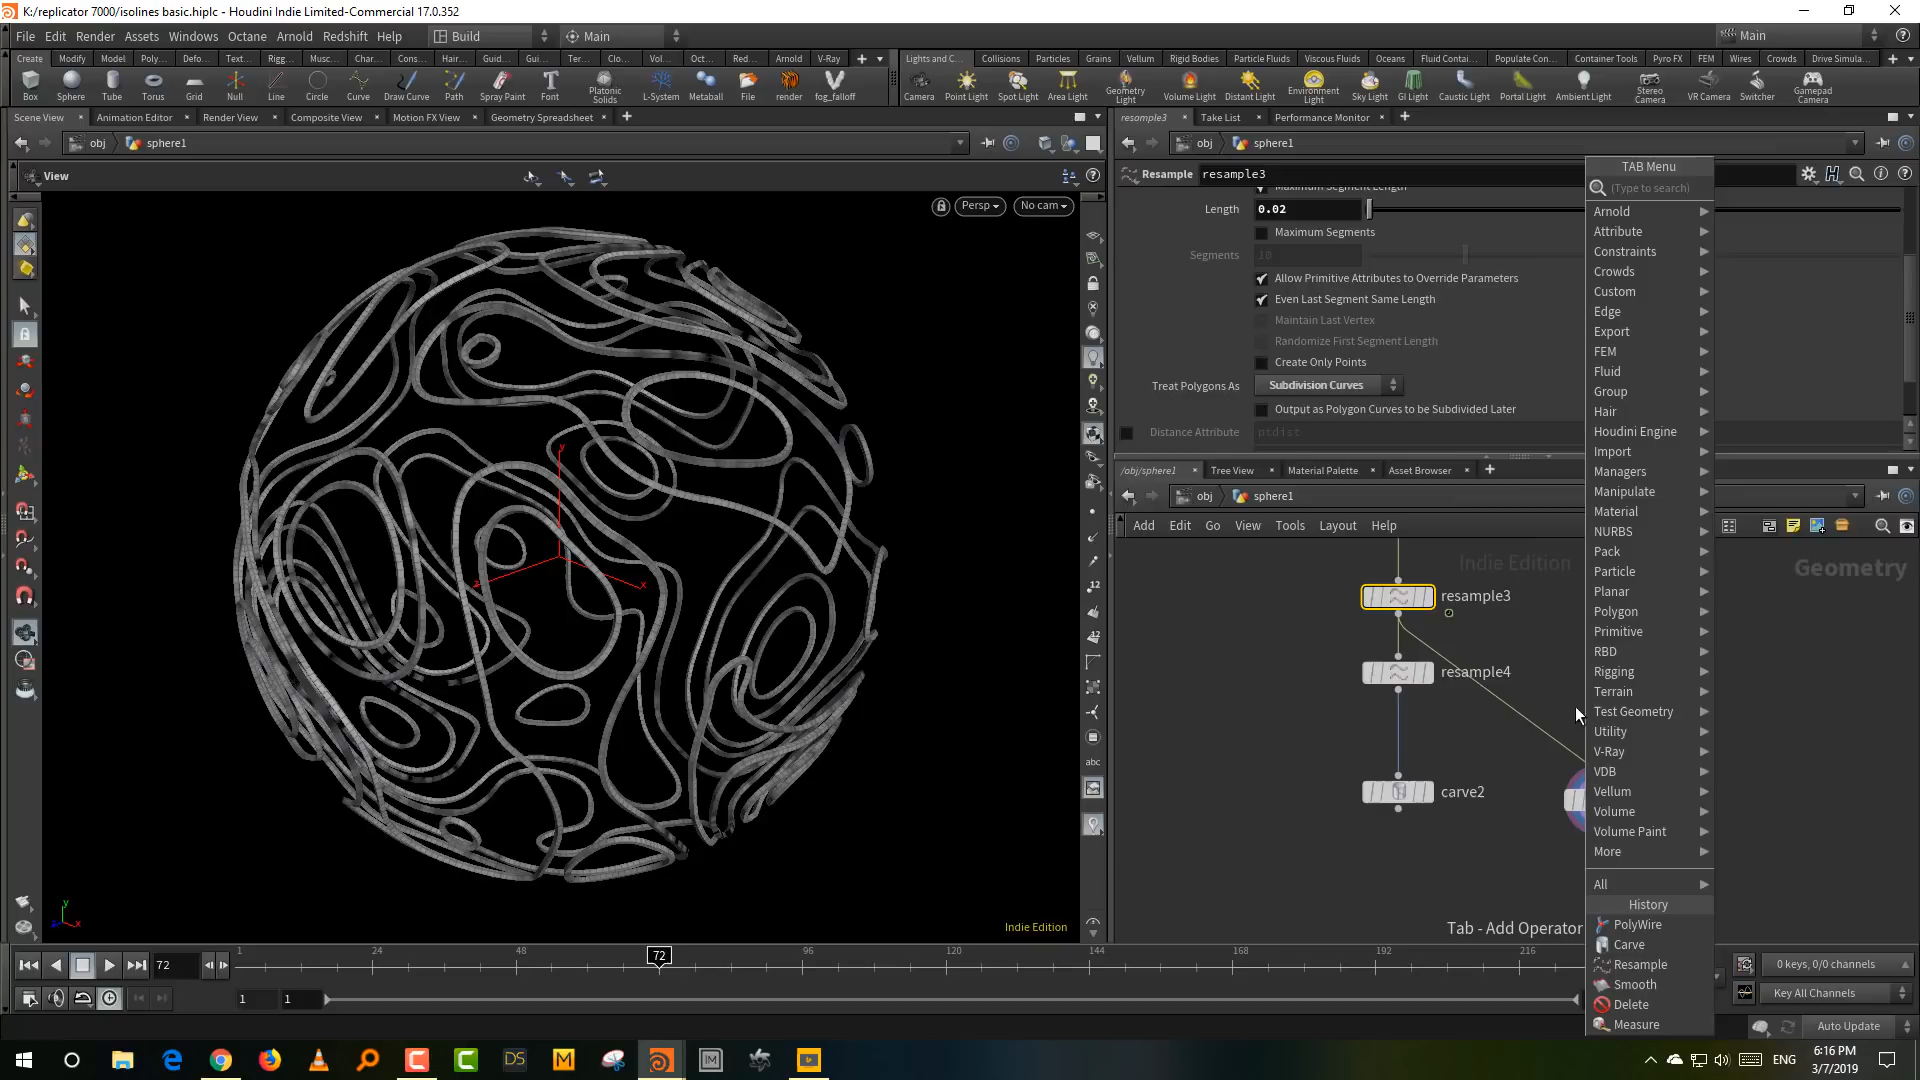 K:/replicator 7000/isolines basic.hiplc - Houdini Indie Limited-Commercial 17.0.352
File Edit Render Assets Windows Octane Arnold Redshift Help Build Main Main
Create Modify Model Poly... Defo... Text... Rigg... Musc... Char... Cons... Hair... Guid... Gui... Ter... Clo... Vol... Oct... Red... Arnold V-Ray
Lights and C... Collisions Particles Grains Vellum Rigid Bodies Particle Fluids Viscous Fluids Oceans Fluid Contai... Populate Con... Container Tools Pyro FX FEM Wires Crowds Drive Simula...
Box Sphere Tube Torus Grid Null Line Circle Curve Draw Curve Path Spray Paint Font Platonic Solids L-System Metaball File render fog_falloff
Camera Point Light Spot Light Area Light Geometry Light Volume Light Distant Light Environment Light Sky Light GI Light Caustic Light Portal Light Ambient Light Stereo Camera VR Camera Switcher Gamepad Camera
Scene View Animation Editor Render View Composite View Motion FX View Geometry Spreadsheet
resample3 Take List Performance Monitor
obj sphere1
obj sphere1
View
Persp No cam
Resample resample3
Maximum Segment Length
Length 0.02
Maximum Segments
Segments 10
Allow Primitive Attributes to Override Parameters
Even Last Segment Same Length
Maintain Last Vertex
Randomize First Segment Length
Create Only Points
Treat Polygons As Subdivision Curves
Output as Polygon Curves to be Subdivided Later
Distance Attribute ptdist
/obj/sphere1 Tree View Material Palette Asset Browser
obj sphere1
Add Edit Go View Tools Layout Help
Indie Edition
Geometry
resample3
resample4
carve2
Tab - Add Operator
TAB Menu
(Type to search)
Arnold
Attribute
Constraints
Crowds
Custom
Edge
Export
FEM
Fluid
Group
Hair
Houdini Engine
Import
Managers
Manipulate
Material
NURBS
Pack
Particle
Planar
Polygon
Primitive
RBD
Rigging
Terrain
Test Geometry
Utility
V-Ray
VDB
Vellum
Volume
Volume Paint
More
All
History
PolyWire
Carve
Resample
Smooth
Delete
Measure
y
x
z
12
12
abc
y
z x
Indie Edition
72
1 24 48 72 96 120 144 168 192 216
1 1
0 keys, 0/0 channels
Key All Channels
Auto Update
DS
ENG
6:16 PM
3/7/2019